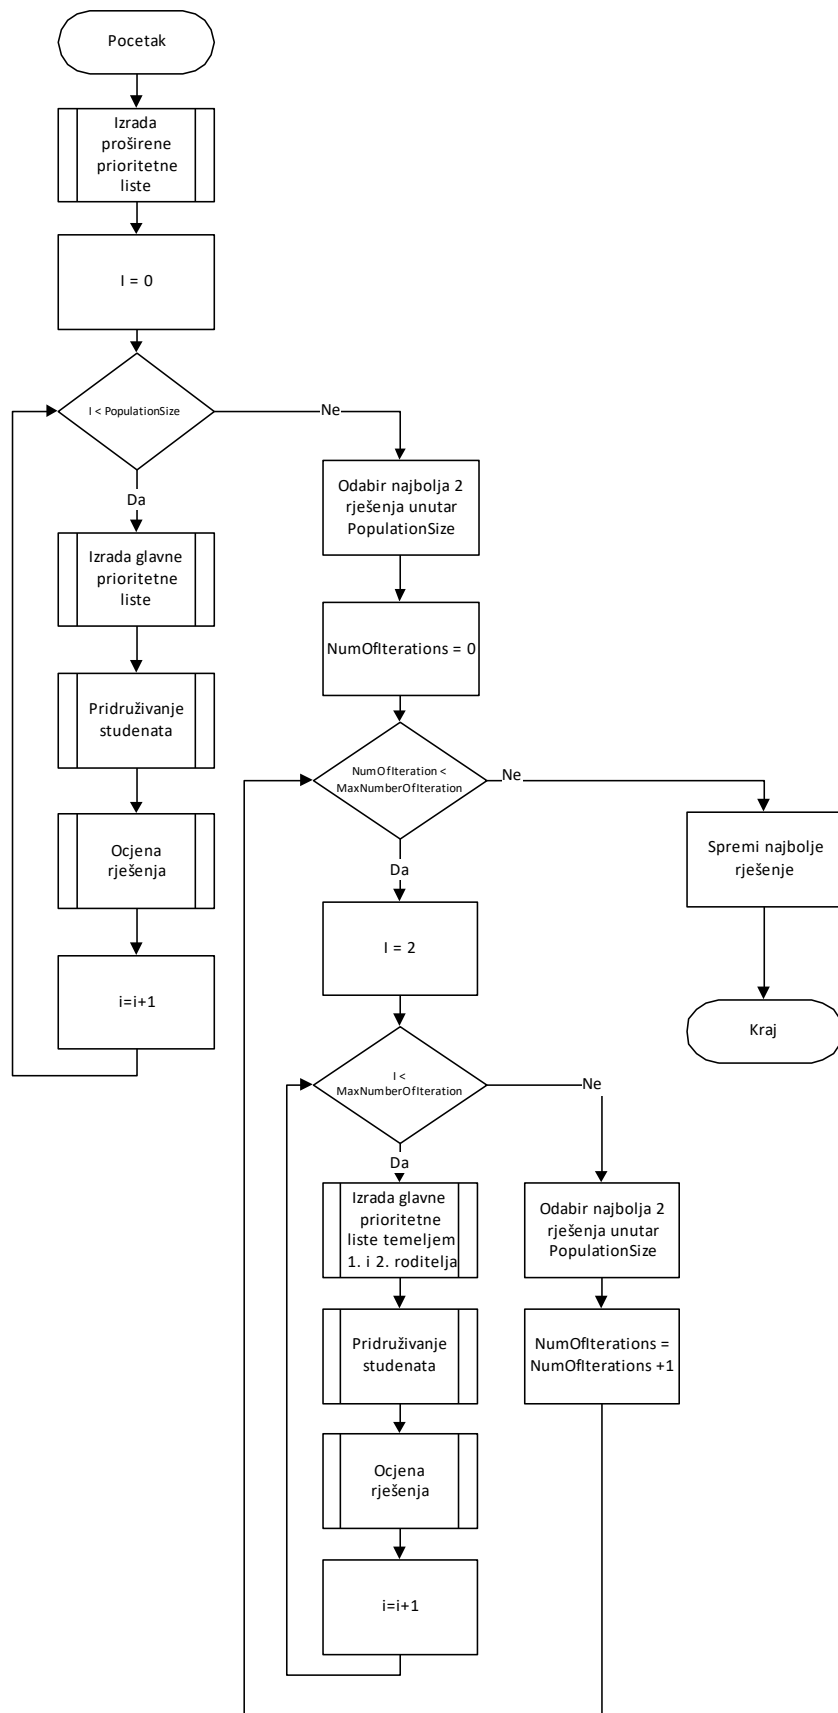 Pocetak
Izrada
proširene
prioritetne
liste
I = 0
I < PopulationSize
Ne
Da
Izrada glavne
prioritetne
liste
Pridruživanje
studenata
Ocjena
rješenja
i=i+1
Odabir najbolja 2
rješenja unutar
PopulationSize
NumOfIterations = 0
NumOfIteration <
MaxNumberOfIteration
Ne
Da
Spremi najbolje
rješenje
Kraj
I = 2
I <
MaxNumberOfIteration
Ne
Da
Izrada glavne
prioritetne
liste temeljem
1. i 2. roditelja
Pridruživanje
studenata
Ocjena
rješenja
i=i+1
Odabir najbolja 2
rješenja unutar
PopulationSize
NumOfIterations =
NumOfIterations +1